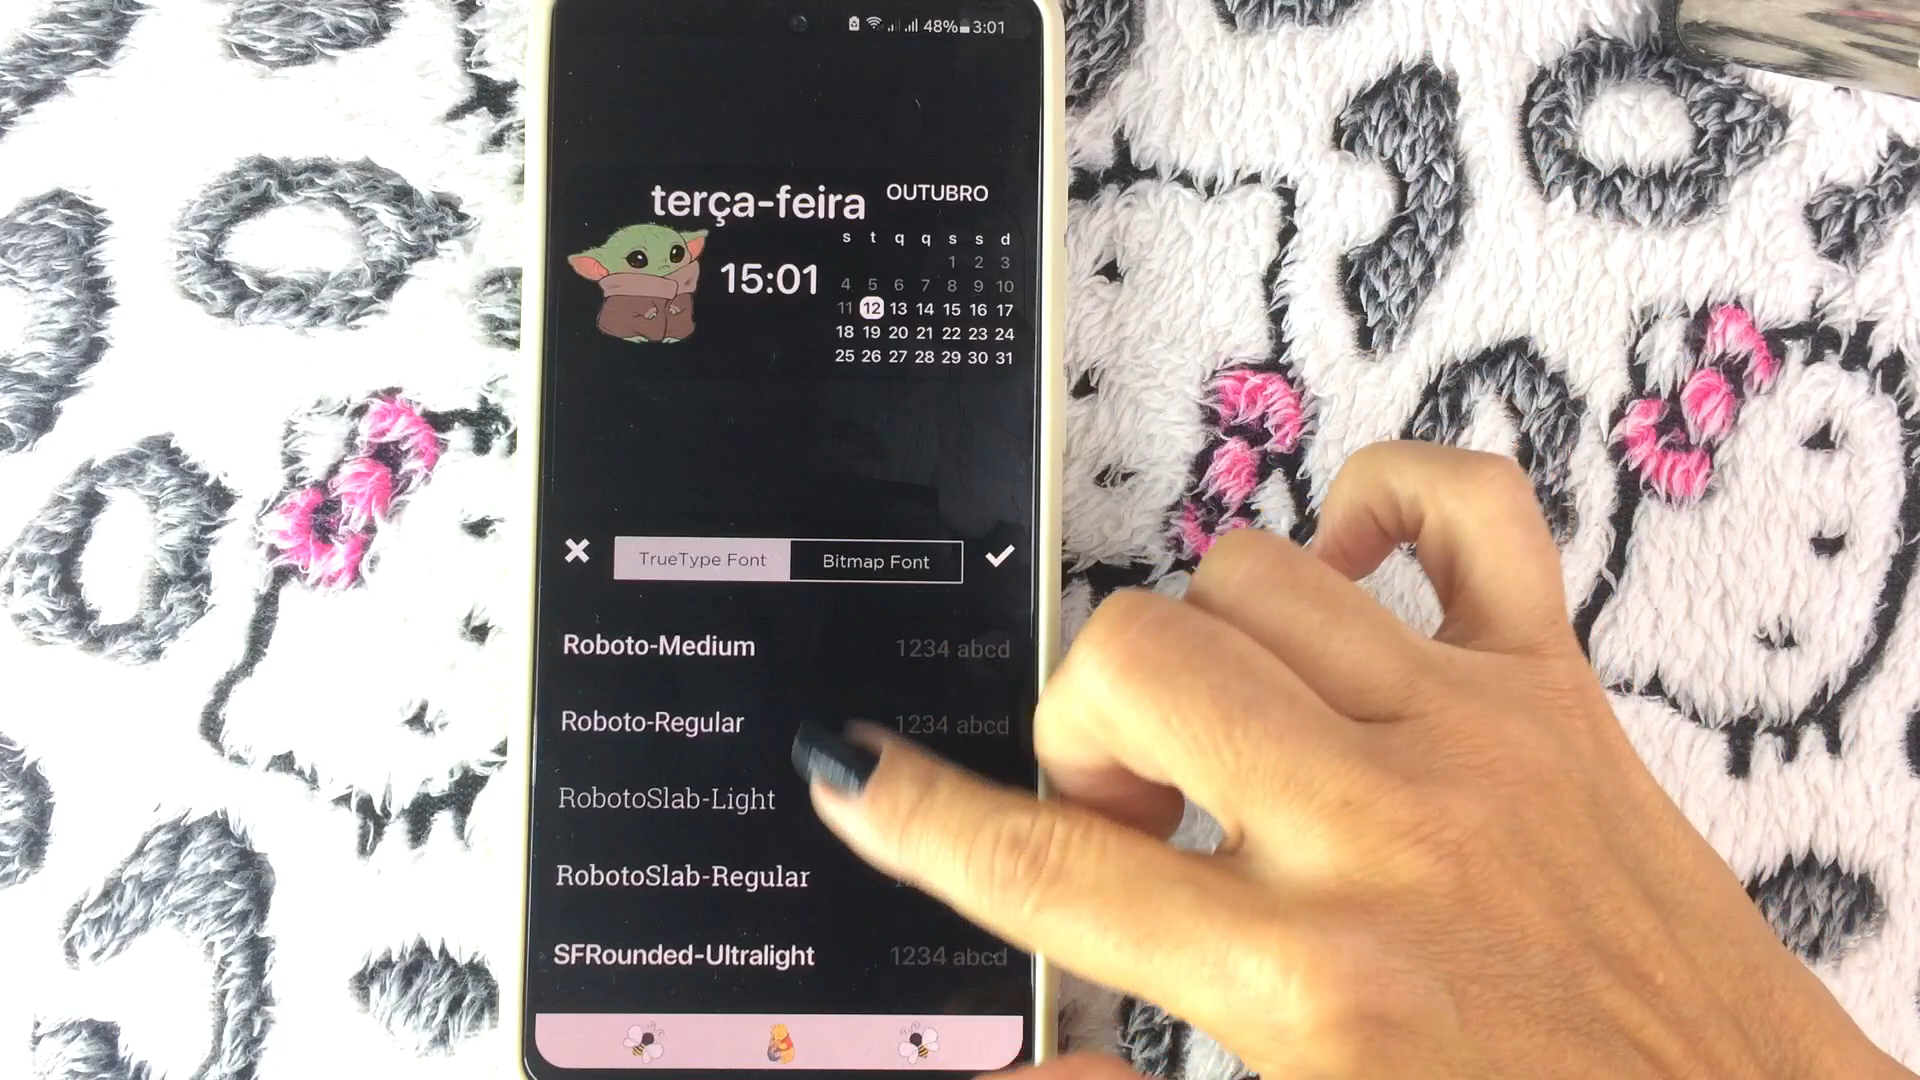 48% 3:01
terça-feira
OUTUBRO
s t q q s s d
1 2 3
15:01
4 5 6 7 8 9 10
11 12 13 14 15 16 17
18 19 20 21 22 23 24
25 26 27 28 29 30 31
TrueType Font Bitmap Font
Roboto-Medium 1234 abcd
Roboto-Regular 1234 abcd
RobotoSlab-Light
RobotoSlab-Regular
SFRounded-Ultralight 1234 abcd